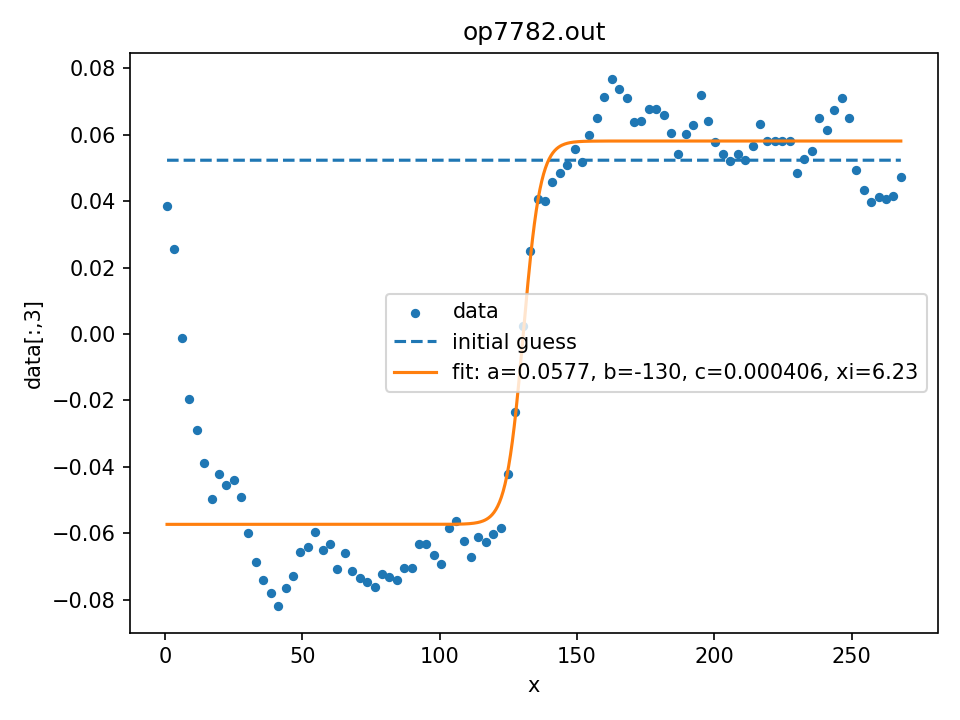 op7782.out
0.08
0.06
0.04
0.02
0.00
−0.02
−0.04
−0.06
−0.08
data[:,3]
data
initial guess
fit: a=0.0577, b=-130, c=0.000406, xi=6.23
0 50 100 150 200 250
x